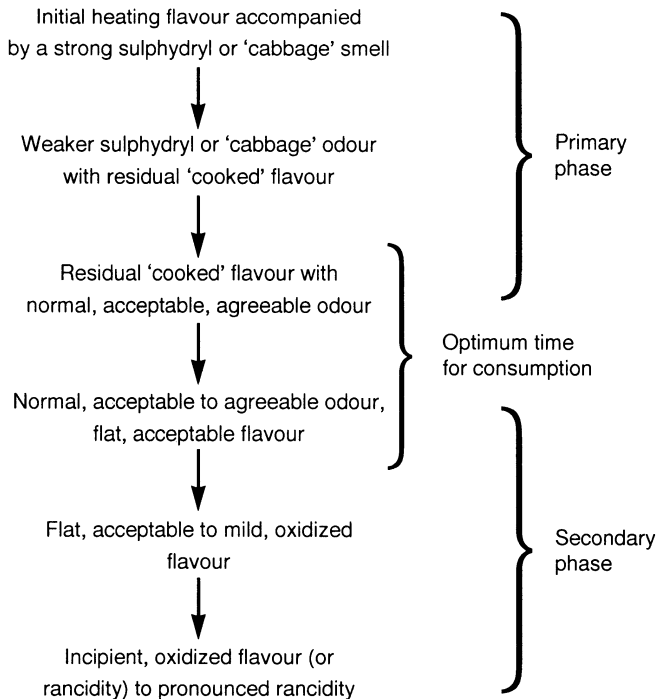 Initial heating flavour accompanied
by a strong sulphydryl or ‘cabbage’ smell
Weaker sulphydryl or ‘cabbage’ odour
with residual ‘cooked’ flavour
Primary
phase
Residual ‘cooked’ flavour with
normal, acceptable, agreeable odour
Optimum time
for consumption
Normal, acceptable to agreeable odour,
flat, acceptable flavour
Flat, acceptable to mild, oxidized
flavour
Secondary
phase
Incipient, oxidized flavour (or
rancidity) to pronounced rancidity